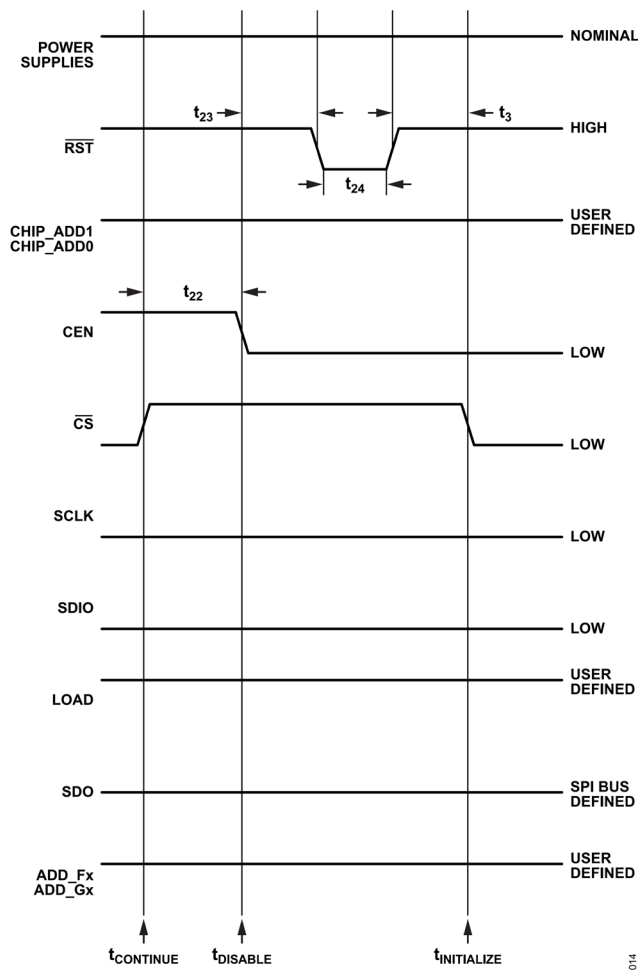 POWER
SUPPLIES
NOMINAL
t23
t3
RST
HIGH
t24
CHIP_ADD1
CHIP_ADD0
USER
DEFINED
t22
CEN
LOW
CS
LOW
SCLK
LOW
SDIO
LOW
LOAD
USER
DEFINED
SDO
SPI BUS
DEFINED
ADD_Fx
ADD_Gx
USER
DEFINED
tCONTINUE
tDISABLE
tINITIALIZE
014